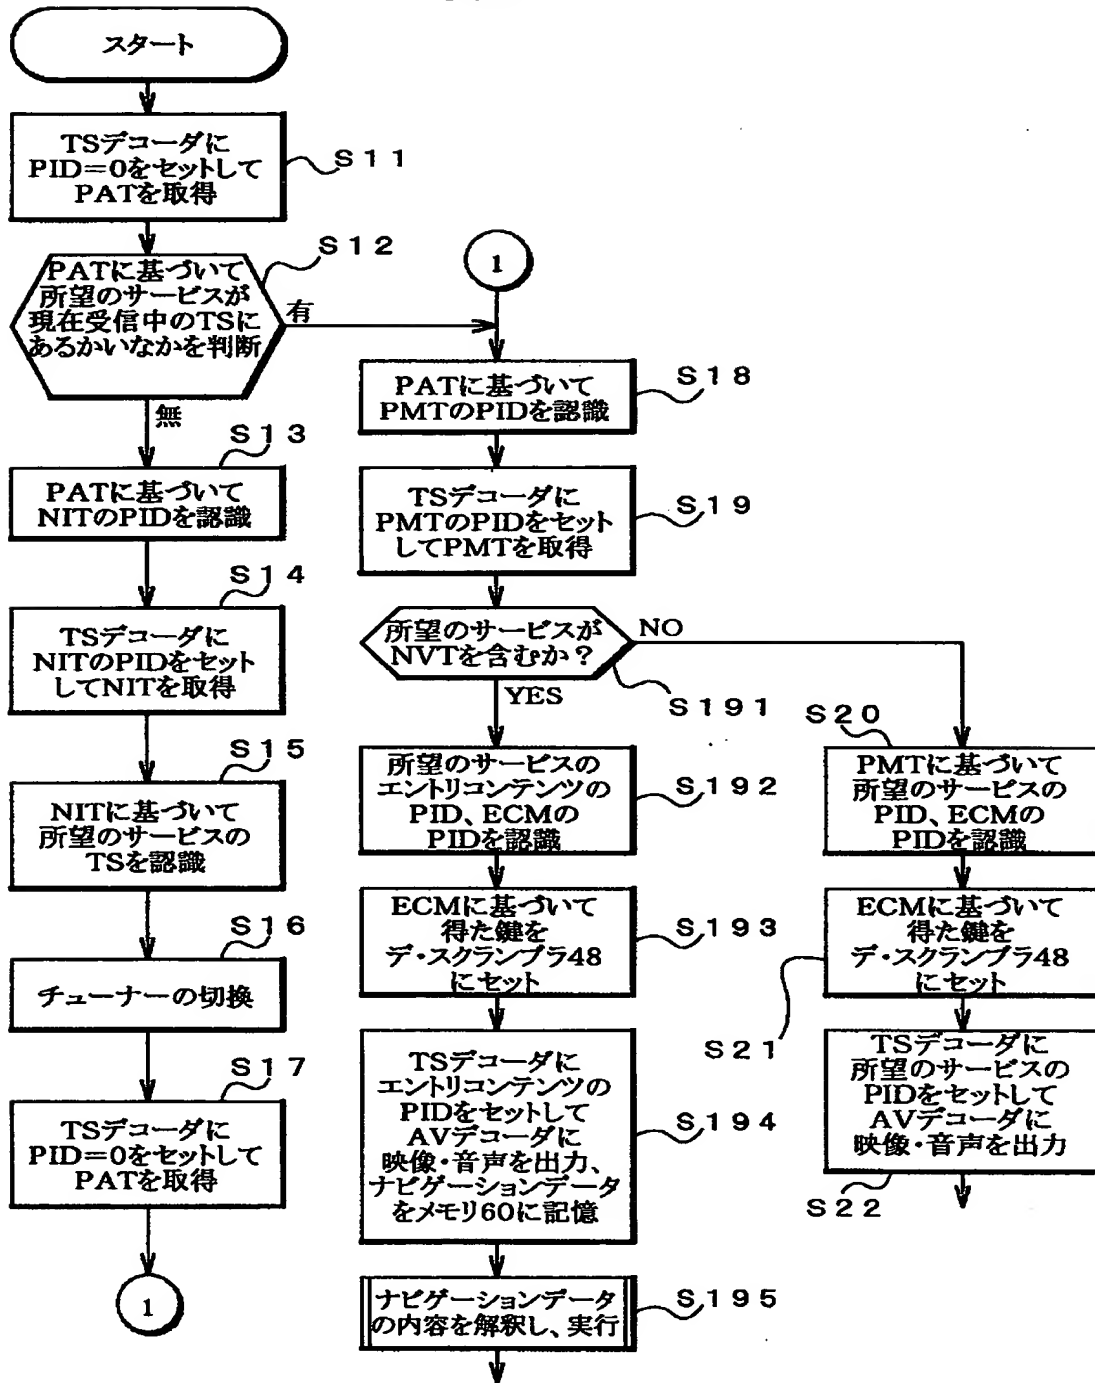 スタート
TSデコーダに
PID=0をセットして
PATを取得
S11
S12
PATに基づいて
所望のサービスが
現在受信中のTSに
あるかいなかを判断
有
無
S13
PATに基づいて
NITのPIDを認識
S14
TSデコーダに
NITのPIDをセット
してNITを取得
S15
NITに基づいて
所望のサービスの
TSを認識
S16
チューナーの切換
S17
TSデコーダに
PID=0をセットして
PATを取得
1
1
S18
PATに基づいて
PMTのPIDを認識
TSデコーダに
PMTのPIDをセット
してPMTを取得
S19
所望のサービスが
NVTを含むか?
NO
YES
S191
所望のサービスの
エントリコンテンツの
PID、ECMの
PIDを認識
S192
ECMに基づいて
得た鍵を
デ・スクランブラ48
にセット
S193
TSデコーダに
エントリコンテンツの
PIDをセットして
AVデコーダに
映像・音声を出力、
ナビゲーションデータ
をメモリ60に記憶
S194
ナビゲーションデータ
の内容を解釈し、実行
S195
S20
PMTに基づいて
所望のサービスの
PID、ECMの
PIDを認識
ECMに基づいて
得た鍵を
デ・スクランブラ48
にセット
S21
TSデコーダに
所望のサービスの
PIDをセットして
AVデコーダに
映像・音声を出力
S22